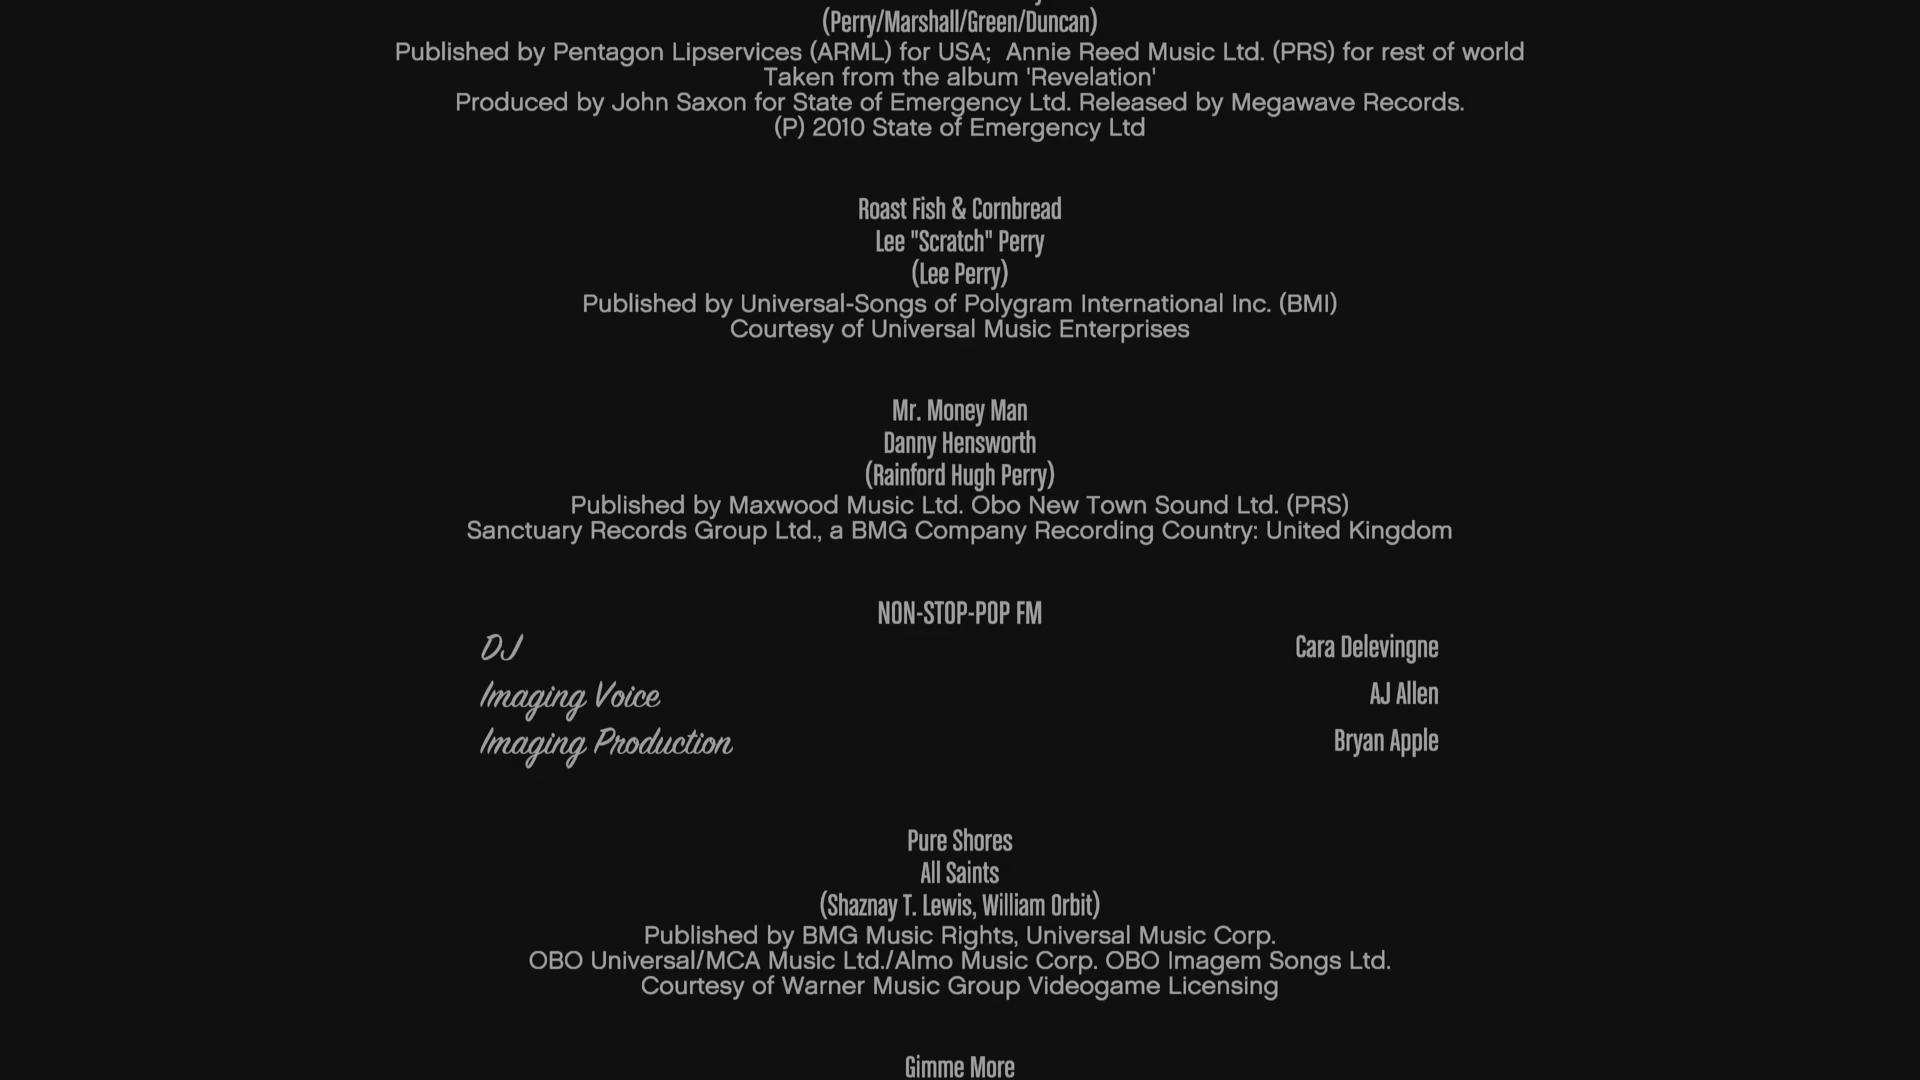 (Perry/Marshall/Green/Duncan)
Published by Pentagon Lipservices (ARML) for USA;  Annie Reed Music Ltd. (PRS) for rest of world
Taken from the album 'Revelation'
Produced by John Saxon for State of Emergency Ltd. Released by Megawave Records.
(P) 2010 State of Emergency Ltd
Roast Fish & Cornbread
Lee "Scratch" Perry
(Lee Perry)
Published by Universal-Songs of Polygram International Inc. (BMI)
Courtesy of Universal Music Enterprises
Mr. Money Man
Danny Hensworth
(Rainford Hugh Perry)
Published by Maxwood Music Ltd. Obo New Town Sound Ltd. (PRS)
Sanctuary Records Group Ltd., a BMG Company Recording Country: United Kingdom
NON-STOP-POP FM
DJ Cara Delevingne
Imaging Voice AJ Allen
Imaging Production Bryan Apple
Pure Shores
All Saints
(Shaznay T. Lewis, William Orbit)
Published by BMG Music Rights, Universal Music Corp.
OBO Universal/MCA Music Ltd./Almo Music Corp. OBO Imagem Songs Ltd.
Courtesy of Warner Music Group Videogame Licensing
Gimme More